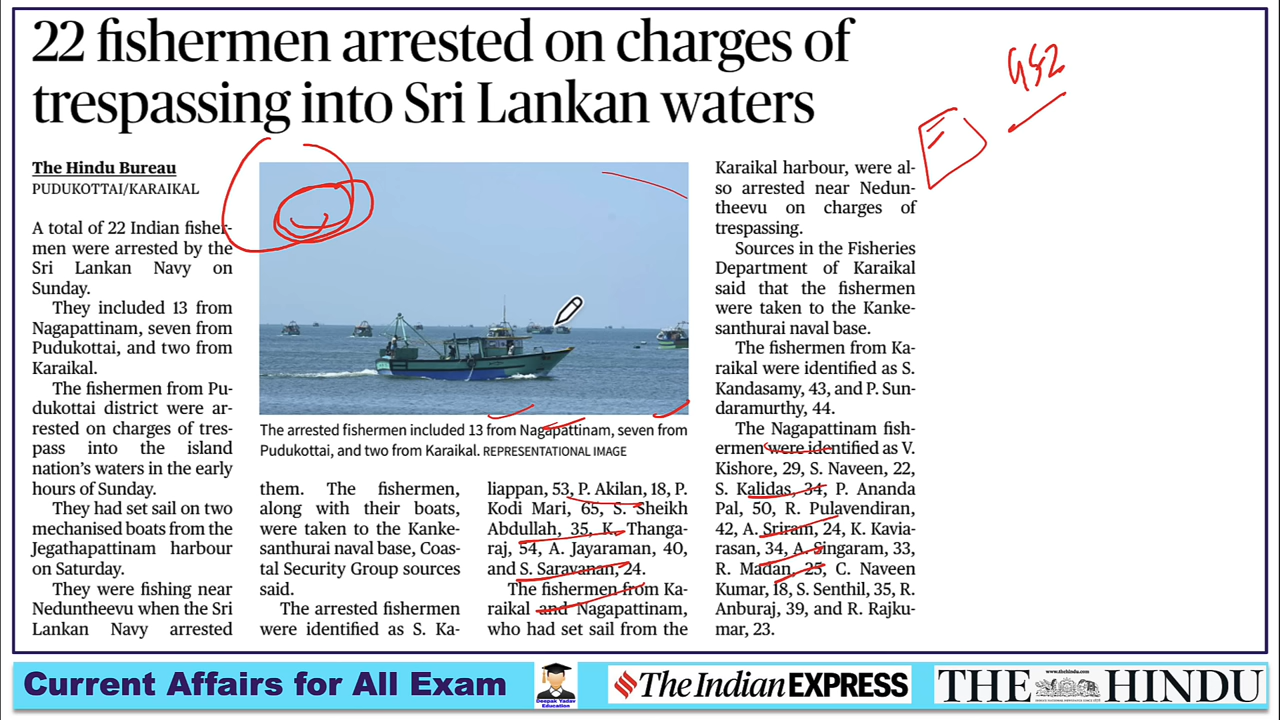 22 fishermen arrested on charges of
trespassing into Sri Lankan waters
GS2
The Hindu Bureau
PUDUKOTTAI/KARAIKAL
A total of 22 Indian fisher-
men were arrested by the
Sri Lankan Navy on
Sunday.
They included 13 from
Nagapattinam, seven from
Pudukottai, and two from
Karaikal.
The fishermen from Pu-
dukottai district were ar-
rested on charges of tres-
pass into the island
nation's waters in the early
hours of Sunday.
They had set sail on two
mechanised boats from the
Jegathapattinam harbour
on Saturday.
They were fishing near
Neduntheevu when the Sri
Lankan Navy arrested
The arrested fishermen included 13 from Nagapattinam, seven from
Pudukottai, and two from Karaikal. REPRESENTATIONAL IMAGE
them. The fishermen,
along with their boats,
were taken to the Kanke-
santhurai naval base, Coas-
tal Security Group sources
said.
The arrested fishermen
were identified as S. Ka-
liappan, 53, P. Akilan, 18, P.
Kodi Mari, 65, S. Sheikh
Abdullah, 35, K. Thanga-
raj, 54, A. Jayaraman, 40,
and S. Saravanan, 24.
The fishermen from Ka-
raikal and Nagapattinam,
who had set sail from the
Karaikal harbour, were al-
so arrested near Nedun-
theevu on charges of
trespassing.
Sources in the Fisheries
Department of Karaikal
said that the fishermen
were taken to the Kanke-
santhurai naval base.
The fishermen from Ka-
raikal were identified as S.
Kandasamy, 43, and P. Sun-
daramurthy, 44.
The Nagapattinam fish-
ermen were identified as V.
Kishore, 29, S. Naveen, 22,
S. Kalidas, 34, P. Ananda
Pal, 50, R. Pulavendiran,
42, A. Sriram, 24, K. Kavia-
rasan, 34, A. Singaram, 33,
R. Madan, 25, C. Naveen
Kumar, 18, S. Senthil, 35, R.
Anburaj, 39, and R. Rajku-
mar, 23.
Current Affairs for All Exam
Deepak Yadav
Education
The Indian EXPRESS
www.thehindu.com
THE HINDU